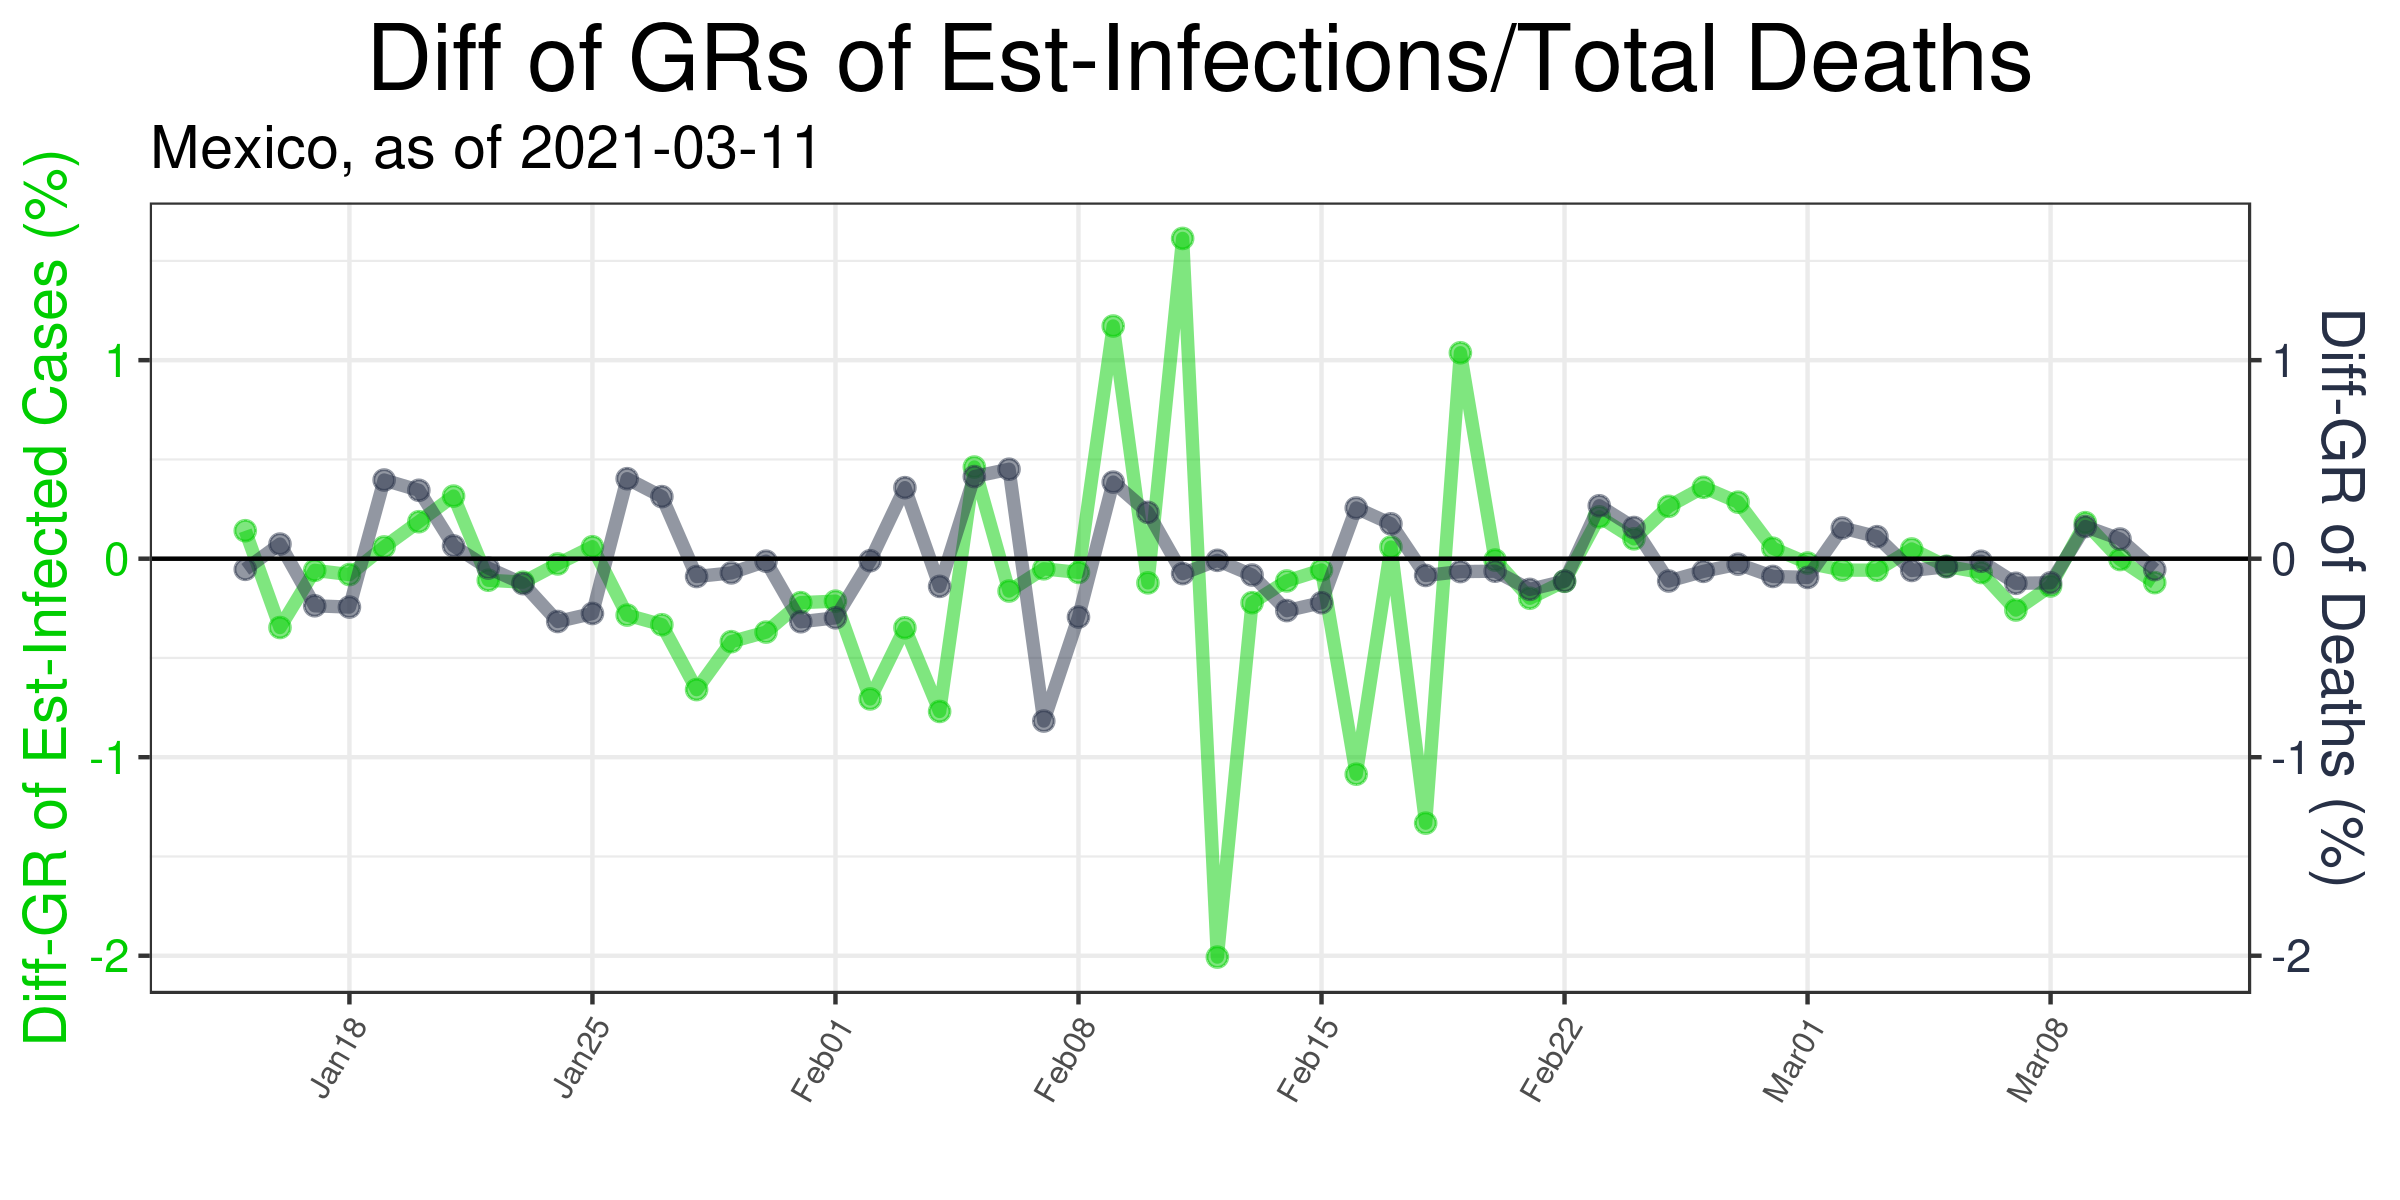 Diff of GRs of Est-Infections/Total Deaths
Mexico, as of 2021-03-11
Diff-GR of Est-Infected Cases (%)
1
0
-1
-2
1
0
-1
-2
Diff-GR of Deaths (%)
Jan18
Jan25
Feb01
Feb08
Feb15
Feb22
Mar01
Mar08